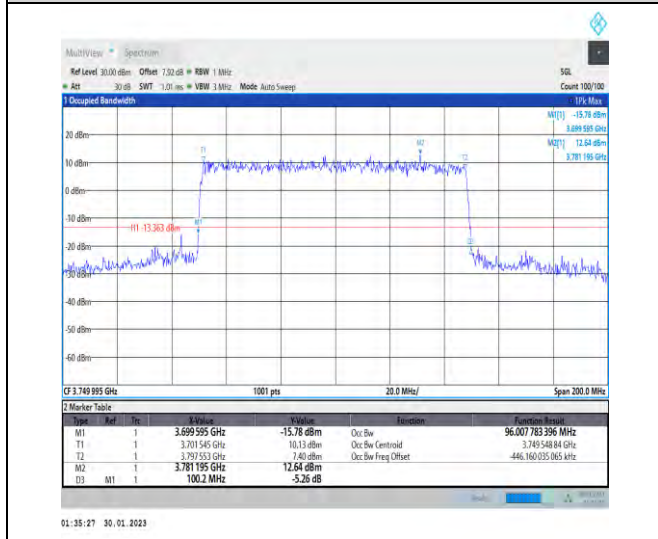 MultiView Spectrum
Ref Level 30.00 dBm Offset 7.92 dB RBW 1 MHz SGL
Att 30 dB SWT 1.01 ms VBW 3 MHz Mode Auto Sweep Count 100/100
1 Occupied Bandwidth 1Pk Max
M1[1] -15.78 dBm
3.699 595 GHz
M2[1] 12.64 dBm
3.781 195 GHz
20 dBm
M2
T1
T2
10 dBm
0 dBm
-10 dBm
M1
H1 -13.363 dBm
-20 dBm
D3
-30 dBm
-40 dBm
-50 dBm
-60 dBm
CF 3.749 995 GHz 1001 pts 20.0 MHz/ Span 200.0 MHz
2 Marker Table
Type Ref Trc X-Value Y-Value Function Function Result
M1 1 3.699 595 GHz -15.78 dBm Occ Bw 96.007 783 396 MHz
T1 1 3.701 545 GHz 10.13 dBm Occ Bw Centroid 3.749 548 84 GHz
T2 1 3.797 553 GHz 7.40 dBm Occ Bw Freq Offset -446.160 035 065 kHz
M2 1 3.781 195 GHz 12.64 dBm
D3 M1 1 100.2 MHz -5.26 dB
01:35:27 30.01.2023